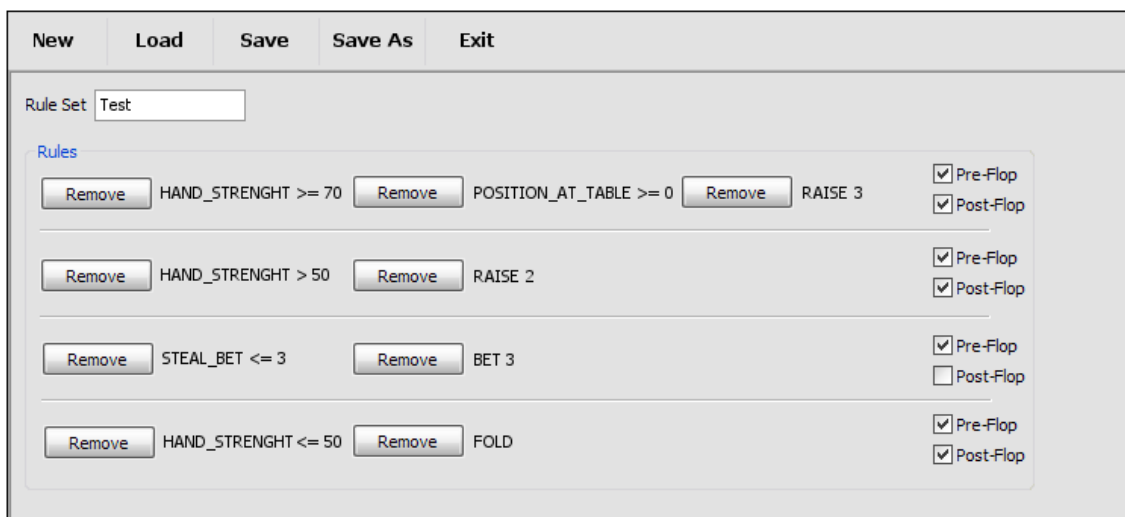 New Load Save Save As Exit
Rule Set Test
Rules
Remove HAND_STRENGHT >= 70 Remove POSITION_AT_TABLE >= 0 Remove RAISE 3 Pre-Flop
Post-Flop
Remove HAND_STRENGHT > 50 Remove RAISE 2 Pre-Flop
Post-Flop
Remove STEAL_BET <= 3 Remove BET 3 Pre-Flop
Post-Flop
Remove HAND_STRENGHT <= 50 Remove FOLD Pre-Flop
Post-Flop